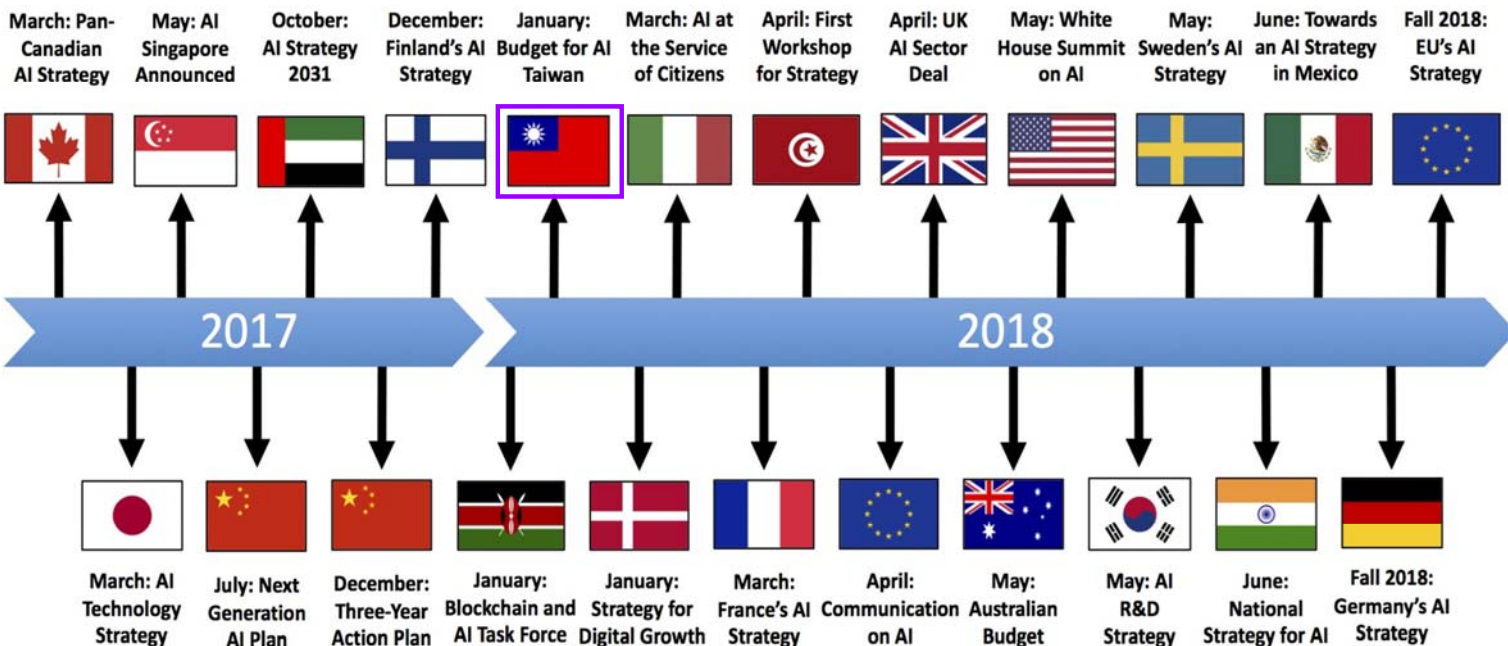 March: Pan-
Canadian
AI Strategy
May: AI
Singapore
Announced
October:
AI Strategy
2031
December:
Finland's AI
Strategy
January:
Budget for AI
Taiwan
March: AI at
the Service
of Citizens
April: First
Workshop
for Strategy
April: UK
AI Sector
Deal
May: White
House Summit
on AI
May:
Sweden's AI
Strategy
June: Towards
an AI Strategy
in Mexico
Fall 2018:
EU's AI
Strategy
2017
2018
March: AI
Technology
Strategy
July: Next
Generation
AI Plan
December:
Three-Year
Action Plan
January:
Blockchain and
AI Task Force
January:
Strategy for
Digital Growth
March:
France's AI
Strategy
April:
Communication
on AI
May:
Australian
Budget
May: AI
R&D
Strategy
June:
National
Strategy for AI
Fall 2018:
Germany's AI
Strategy